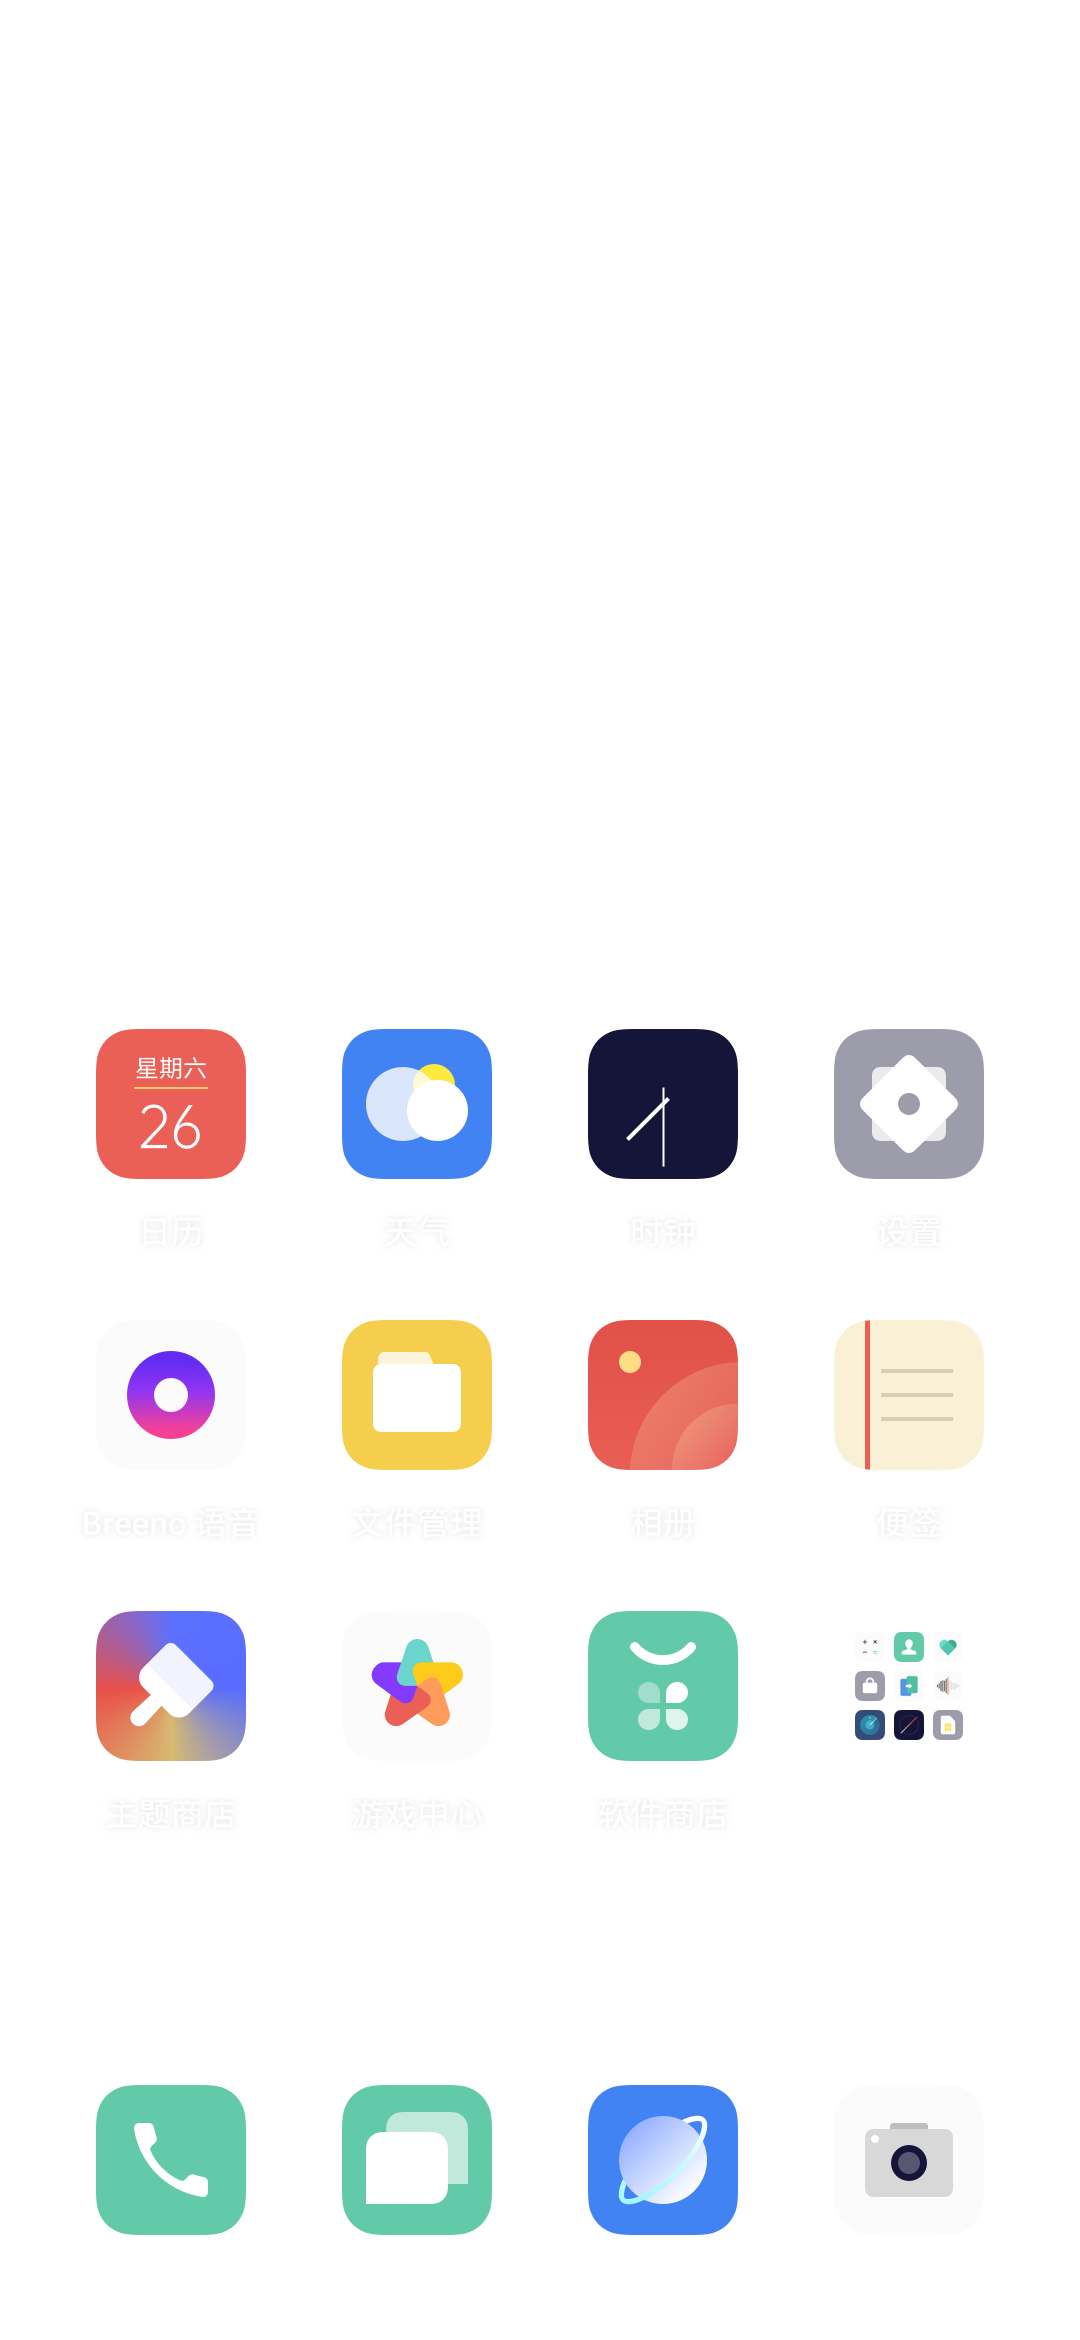 星期六
26
日历
天气
时钟
设置
Breeno 语音
文件管理
相册
便签
主题商店
游戏中心
软件商店